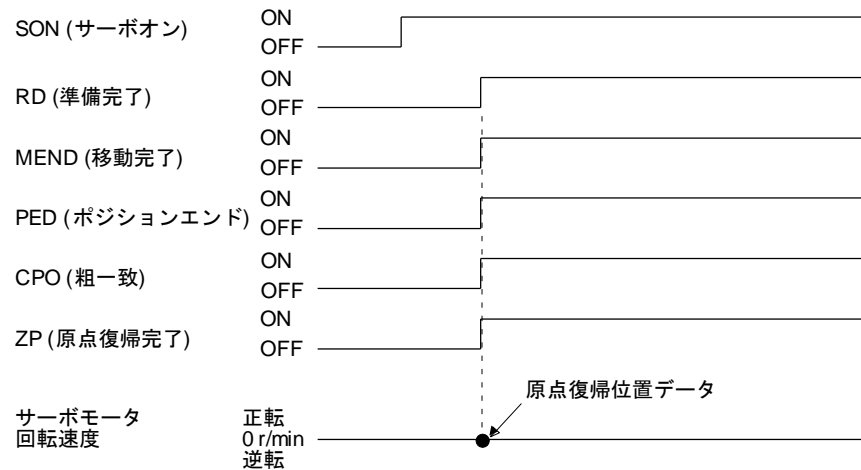 SON (サーボオン)
ON
OFF
RD (準備完了)
ON
OFF
MEND (移動完了)
ON
OFF
PED (ポジションエンド)
ON
OFF
CPO (粗一致)
ON
OFF
ZP (原点復帰完了)
ON
OFF
原点復帰位置データ
サーボモータ
回転速度
正転
0 r/min
逆転